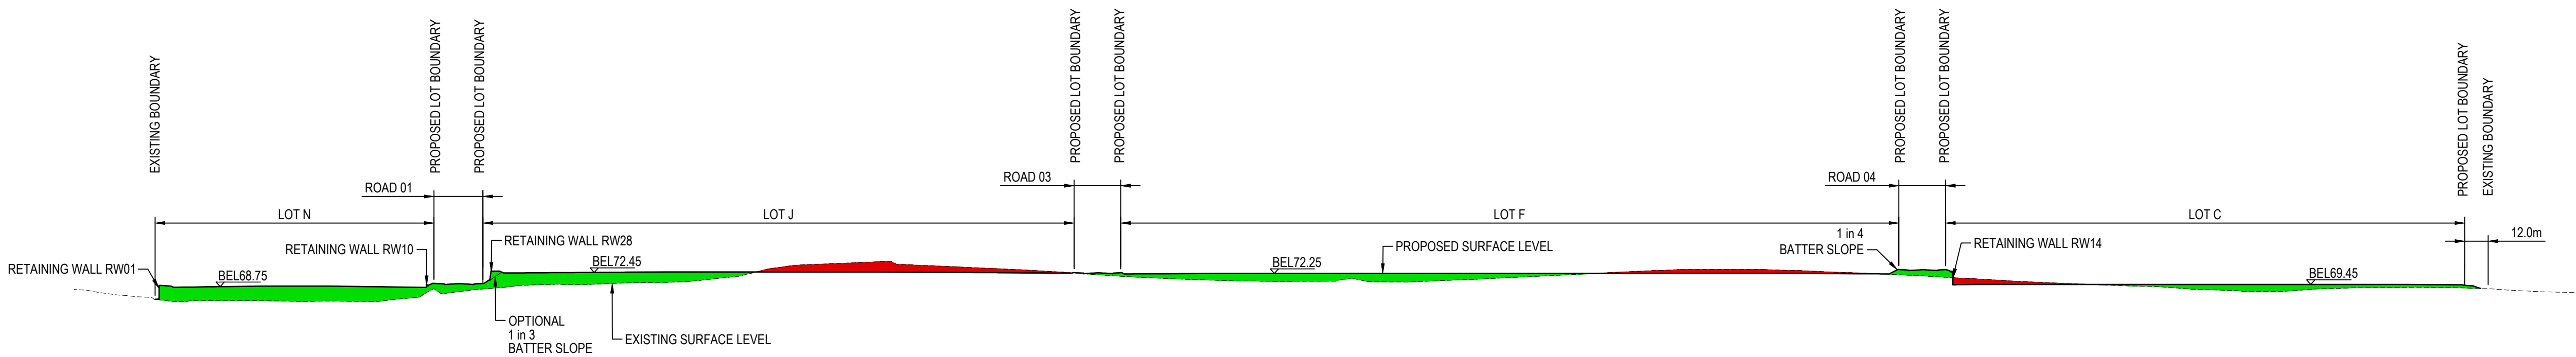 EXISTING BOUNDARY
PROPOSED LOT BOUNDARY
PROPOSED LOT BOUNDARY
PROPOSED LOT BOUNDARY
PROPOSED LOT BOUNDARY
PROPOSED LOT BOUNDARY
PROPOSED LOT BOUNDARY
PROPOSED LOT BOUNDARY
EXISTING BOUNDARY
ROAD 01
ROAD 03
ROAD 04
LOT N
LOT J
LOT F
LOT C
12.0m
RETAINING WALL RW01
BEL68.75
RETAINING WALL RW10
RETAINING WALL RW28
BEL72.45
BEL72.25
PROPOSED SURFACE LEVEL
1 in 4
BATTER SLOPE
RETAINING WALL RW14
BEL69.45
OPTIONAL
1 in 3
BATTER SLOPE
EXISTING SURFACE LEVEL